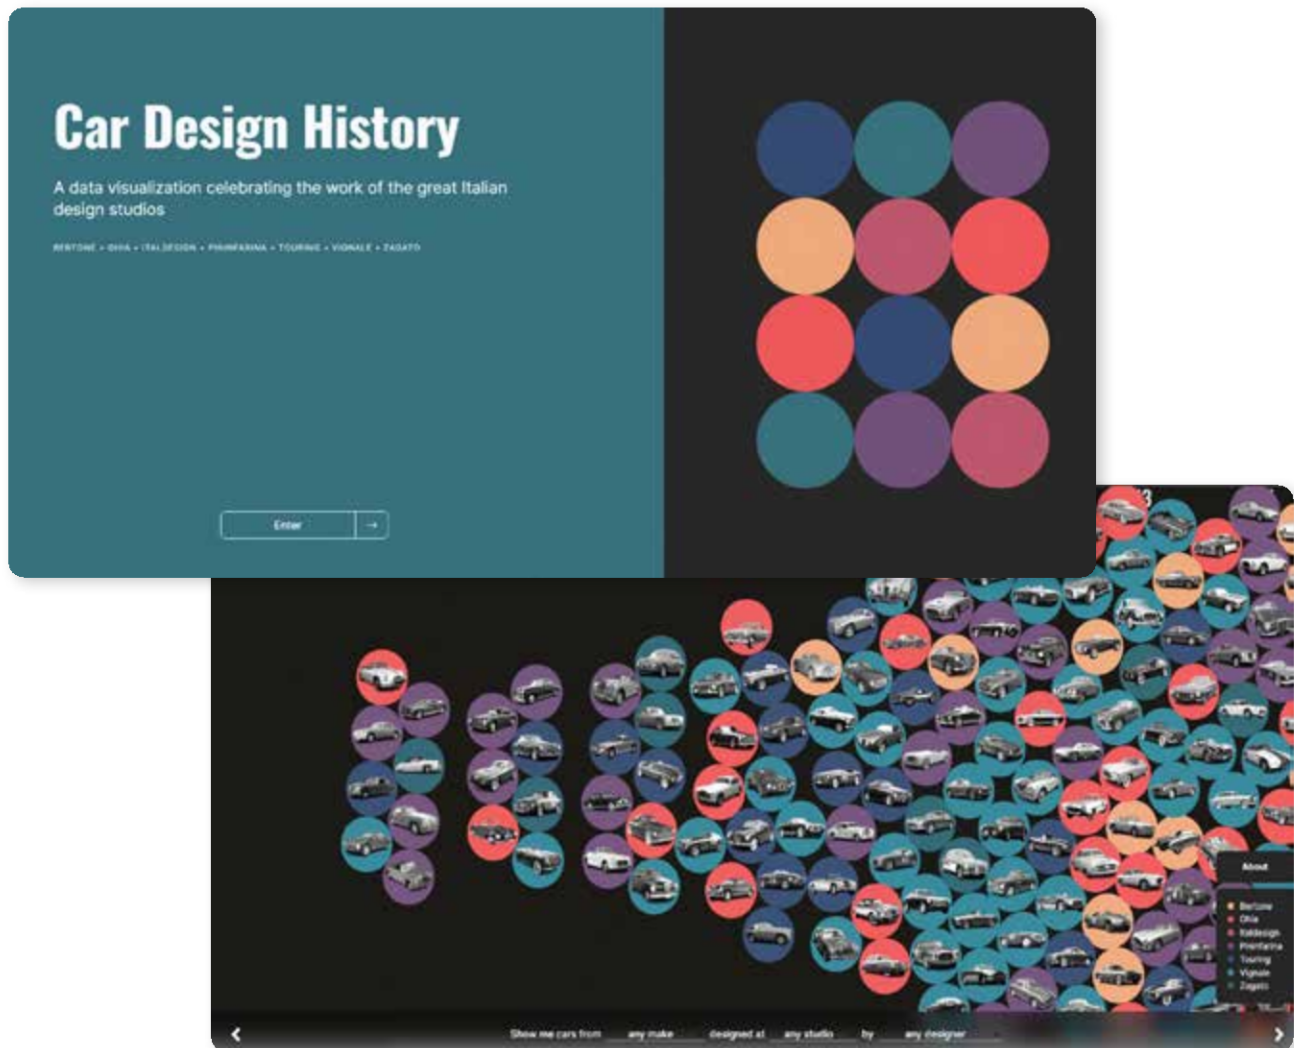 Car Design History
A data visualization celebrating the work of the great Italian
design studios
BERTONE • GHIA • ITALDESIGN • PININFARINA • TOURING • VIGNALE • ZAGATO
Enter →
3
About
Bertone
Ghia
Italdesign
Pininfarina
Touring
Vignale
Zagato
Show me cars from any make designed at any studio by any designer